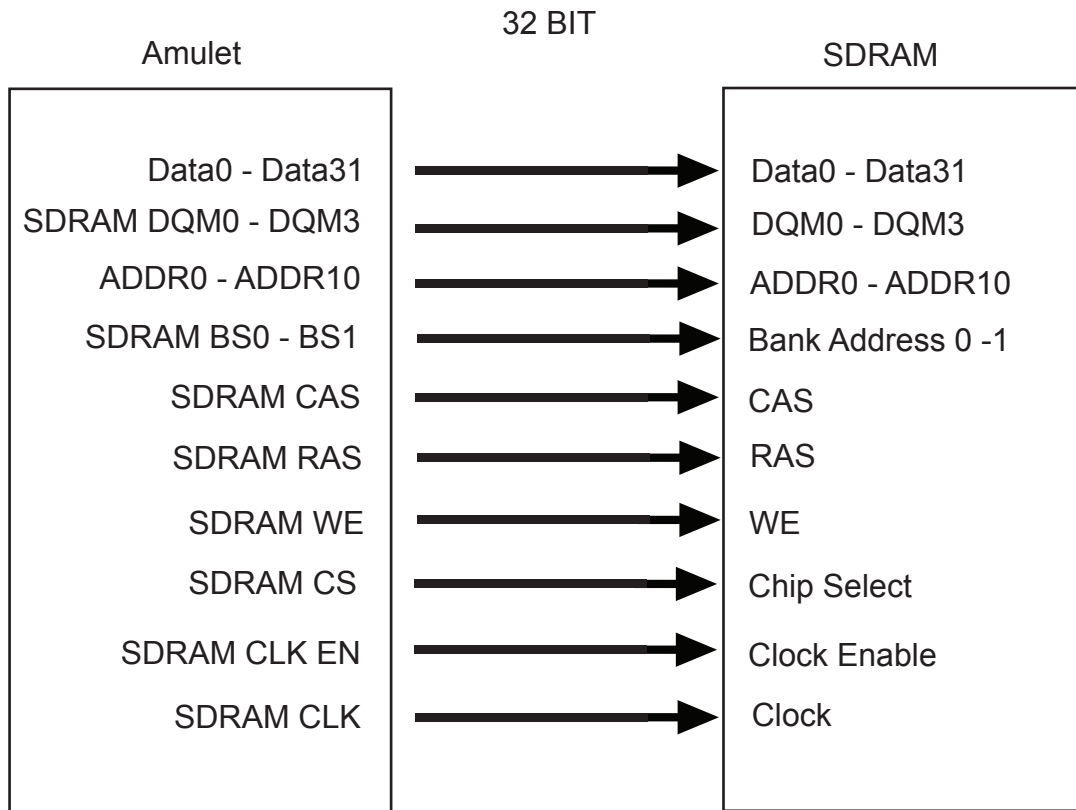 32 BIT
Amulet
SDRAM
Data0 - Data31
Data0 - Data31
SDRAM DQM0 - DQM3
DQM0 - DQM3
ADDR0 - ADDR10
ADDR0 - ADDR10
SDRAM BS0 - BS1
Bank Address 0 -1
SDRAM CAS
CAS
SDRAM RAS
RAS
SDRAM WE
WE
SDRAM CS
Chip Select
SDRAM CLK EN
Clock Enable
SDRAM CLK
Clock